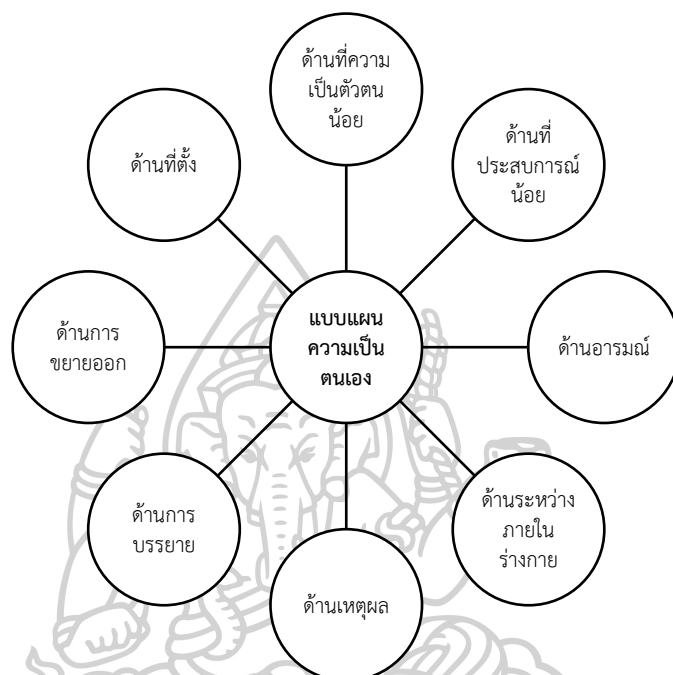 ด้านที่ความ
เป็นตัวตน
น้อย
ด้านที่
ประสบการณ์
น้อย
ด้านที่ตั้ง
แบบแผน
ความเป็น
ตนเอง
ด้านการ
ขยายออก
ด้านอารมณ์
ด้านการ
บรรยาย
ด้านระหว่าง
ภายใน
ร่างกาย
ด้านเหตุผล